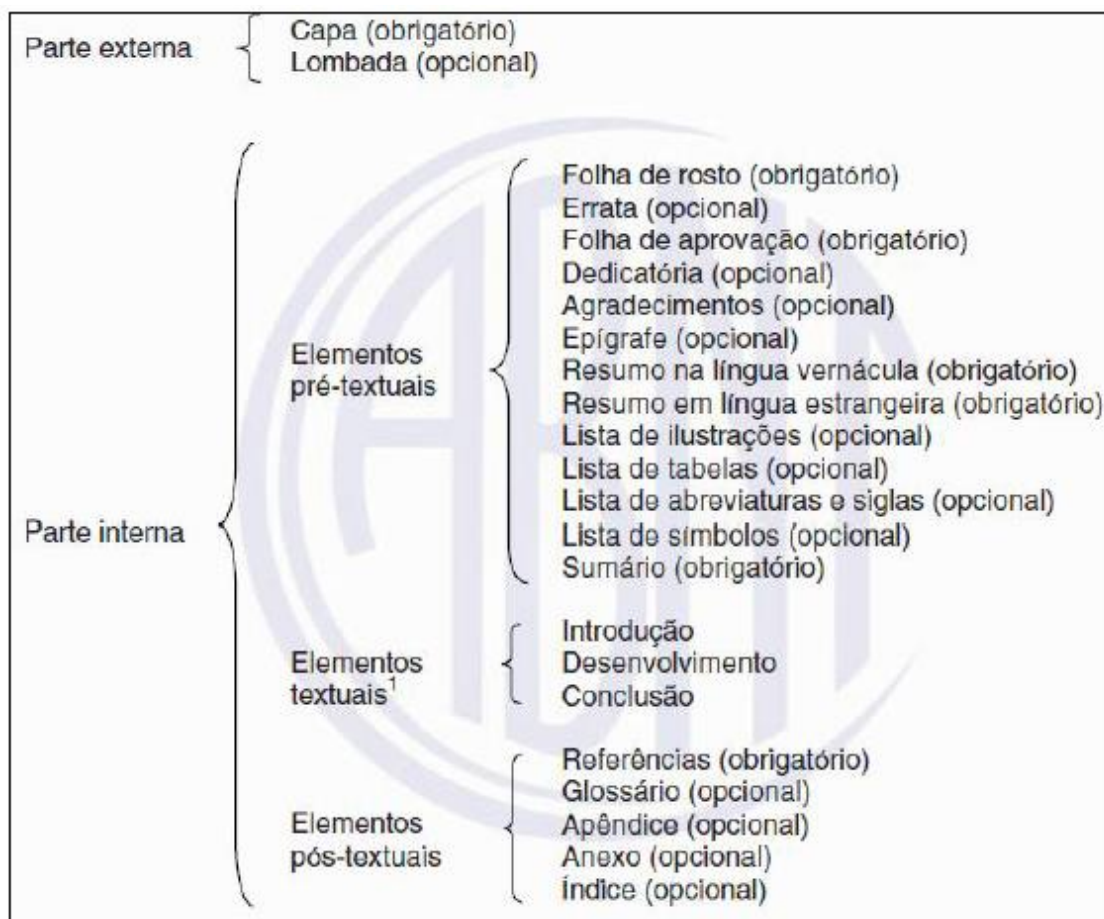 Parte externa
Capa (obrigatório)
Lombada (opcional)
Parte interna
Elementos
pré-textuais
Folha de rosto (obrigatório)
Errata (opcional)
Folha de aprovação (obrigatório)
Dedicatória (opcional)
Agradecimentos (opcional)
Epígrafe (opcional)
Resumo na língua vernácula (obrigatório)
Resumo em língua estrangeira (obrigatório)
Lista de ilustrações (opcional)
Lista de tabelas (opcional)
Lista de abreviaturas e siglas (opcional)
Lista de símbolos (opcional)
Sumário (obrigatório)
Elementos
textuais¹
Introdução
Desenvolvimento
Conclusão
Elementos
pós-textuais
Referências (obrigatório)
Glossário (opcional)
Apêndice (opcional)
Anexo (opcional)
Índice (opcional)
ABNT